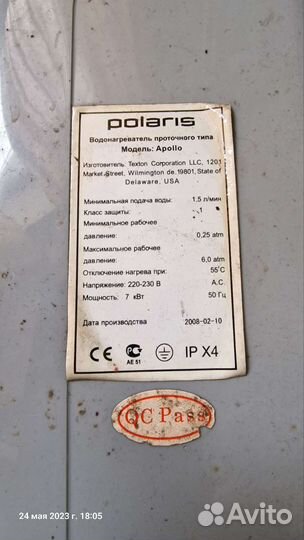 polaris
Водонагреватель проточного типа
Модель: Apollo
Изготовитель: Texton Corporation LLC, 1201
Market Street, Wilmington de.19801, State of
Delaware, USA
Минимальная подача воды: 1,5 л/мин
Класс защиты: 1
Минимальное рабочее
давление: 0,25 atm
Максимальное рабочее
давление: 6,0 atm
Отключение нагрева при: 55°C
Напряжение: 220-230 В A.C.
Мощность: 7 кВт 50 Гц
Дата производства 2008-02-10
CE РСТ АЕ 51 IP X4
QC Pass
24 мая 2023 г. 18:05
Avito